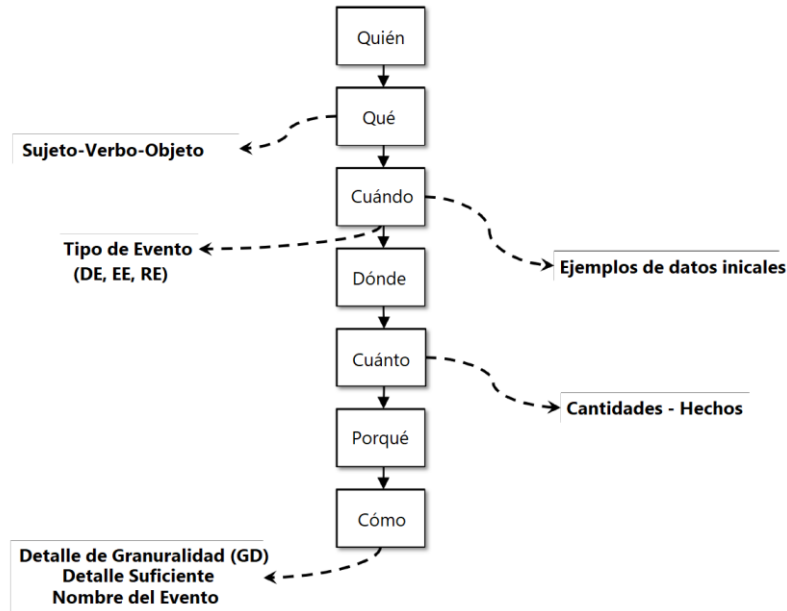 Quién
Qué
Sujeto-Verbo-Objeto
Cuándo
Tipo de Evento
(DE, EE, RE)
Ejemplos de datos inicales
Dónde
Cuánto
Cantidades - Hechos
Porqué
Cómo
Detalle de Granuralidad (GD)
Detalle Suficiente
Nombre del Evento